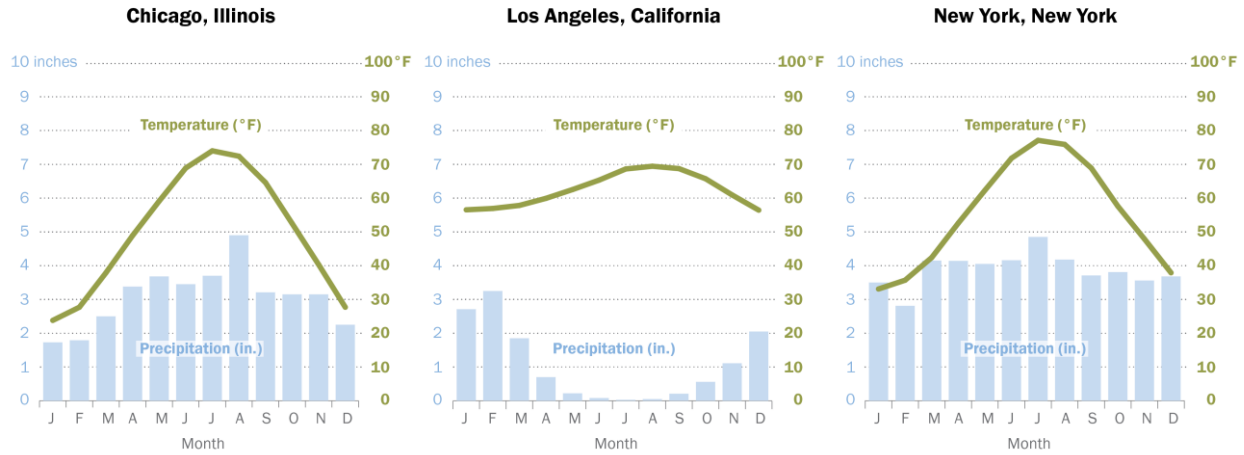 Chicago, Illinois
10 inches 100°F
9 90
8 80
Temperature (°F)
7 70
6 60
5 50
4 40
3 30
2 20
Precipitation (in.)
1 10
0 0
J F M A M J J A S O N D
Month
Los Angeles, California
10 inches 100°F
9 90
8 80
Temperature (°F)
7 70
6 60
5 50
4 40
3 30
2 20
Precipitation (in.)
1 10
0 0
J F M A M J J A S O N D
Month
New York, New York
10 inches 100°F
9 90
8 80
Temperature (°F)
7 70
6 60
5 50
4 40
3 30
2 20
Precipitation (in.)
1 10
0 0
J F M A M J J A S O N D
Month